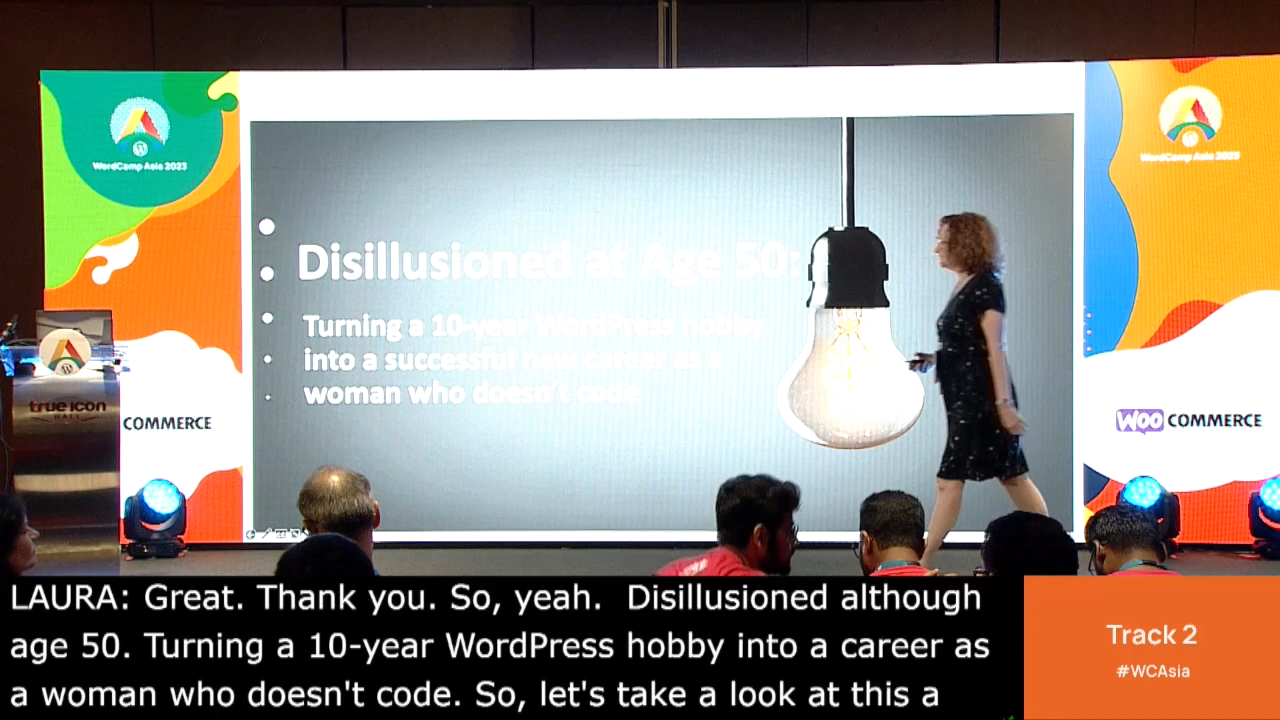 WordCamp Asia 2023
WordCamp Asia 2023
Disillusioned at Age 50:
Turning a 10-year WordPress hobby
into a successful new career as a
woman who doesn't code
true icon
HALL
COMMERCE
WOO COMMERCE
LAURA: Great. Thank you. So, yeah. Disillusioned although
age 50. Turning a 10-year WordPress hobby into a career as
a woman who doesn't code. So, let's take a look at this a
Track 2
#WCAsia